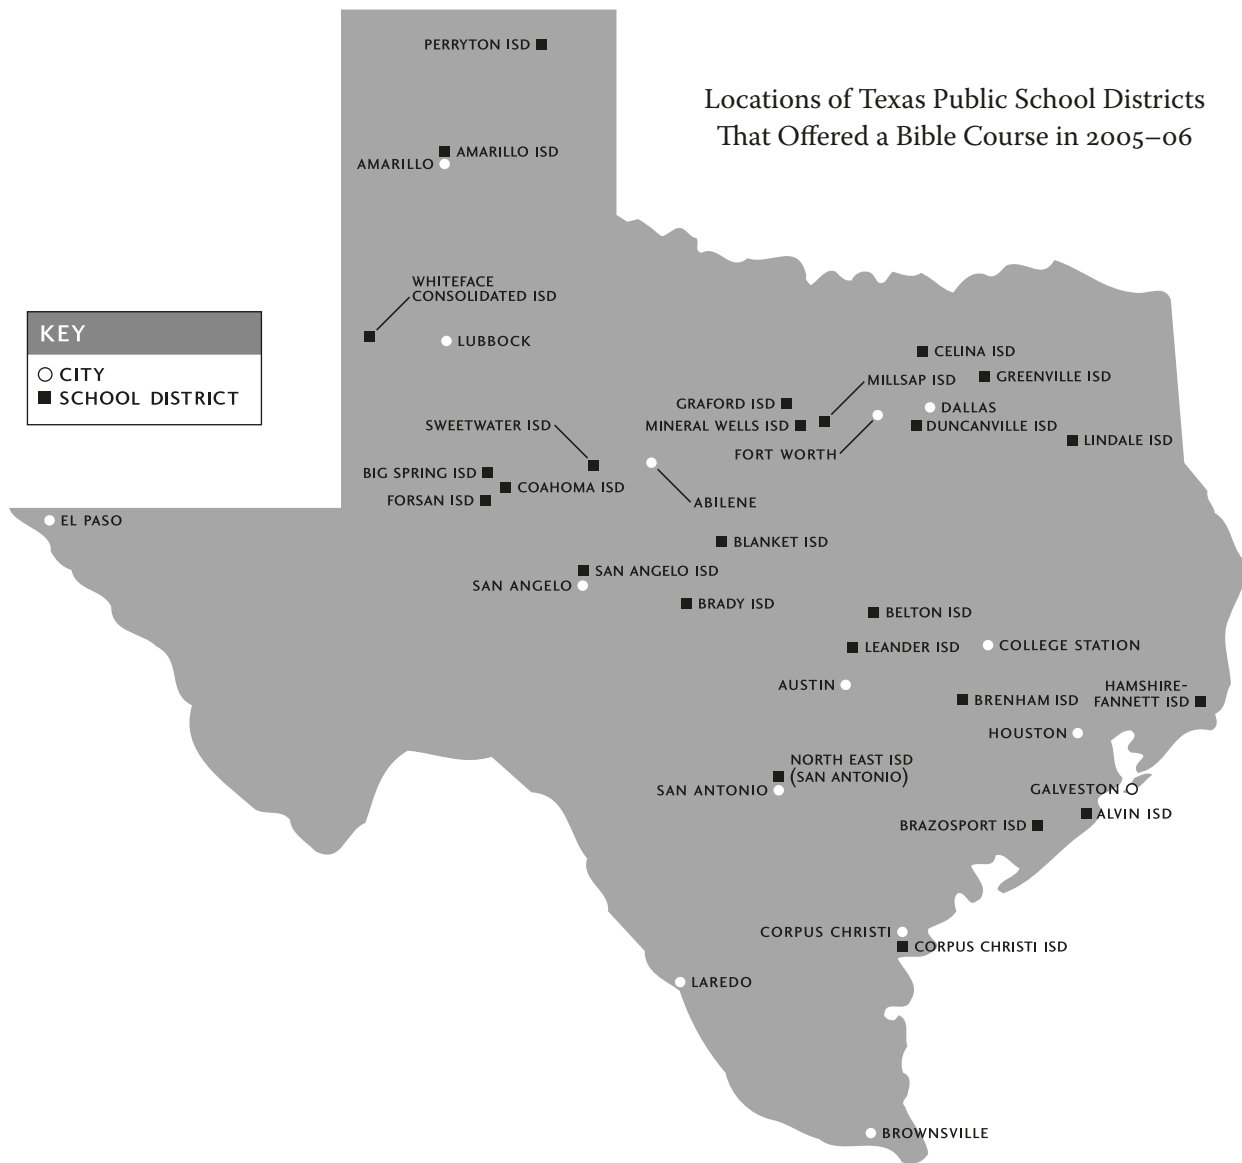 PERRYTON ISD
Locations of Texas Public School Districts
That Offered a Bible Course in 2005–06
AMARILLO ISD
AMARILLO
WHITEFACE
CONSOLIDATED ISD
KEY
CITY
SCHOOL DISTRICT
LUBBOCK
CELINA ISD
MILLSAP ISD
GREENVILLE ISD
GRAFORD ISD
DALLAS
MINERAL WELLS ISD
DUNCANVILLE ISD
SWEETWATER ISD
LINDALE ISD
FORT WORTH
BIG SPRING ISD
COAHOMA ISD
FORSAN ISD
ABILENE
EL PASO
BLANKET ISD
SAN ANGELO ISD
SAN ANGELO
BRADY ISD
BELTON ISD
LEANDER ISD
COLLEGE STATION
AUSTIN
HAMSHIRE-
FANNETT ISD
BRENHAM ISD
HOUSTON
NORTH EAST ISD
(SAN ANTONIO)
SAN ANTONIO
GALVESTON
ALVIN ISD
BRAZOSPORT ISD
CORPUS CHRISTI
CORPUS CHRISTI ISD
LAREDO
BROWNSVILLE